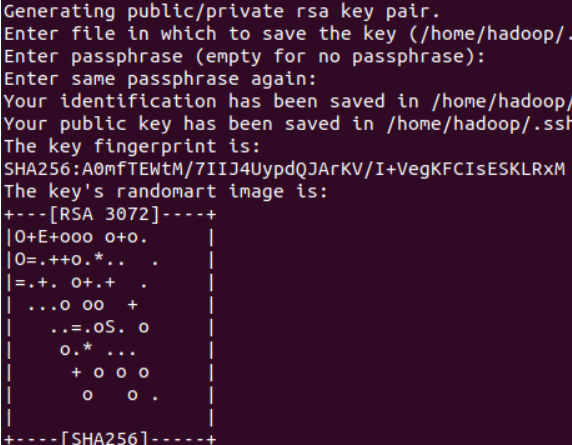 Generating public/private rsa key pair.
Enter file in which to save the key (/home/hadoop/.
Enter passphrase (empty for no passphrase):
Enter same passphrase again:
Your identification has been saved in /home/hadoop/
Your public key has been saved in /home/hadoop/.ssh
The key fingerprint is:
SHA256:A0mfTEWtM/7IIJ4UypdQJArKV/I+VegKFCIsESKLRxM
The key's randomart image is:
+---[RSA 3072]----+
|O+E+ooo o+o.     |
|O=.++o.*..  .    |
|=.+. o+.+  .     |
| ...o oo  +      |
|   ..=.oS. o     |
|    o.* ...      |
|     + o o o     |
|      o   o .    |
|                 |
+----[SHA256]-----+